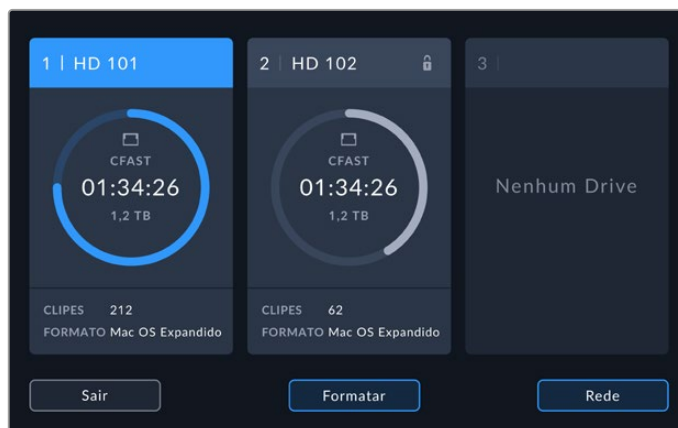 1 | HD 101
CFAST
01:34:26
1,2 TB
CLIPES 212
FORMATO Mac OS Expandido
2 | HD 102
CFAST
01:34:26
1,2 TB
CLIPES 62
FORMATO Mac OS Expandido
3 |
Nenhum Drive
Sair
Formatar
Rede